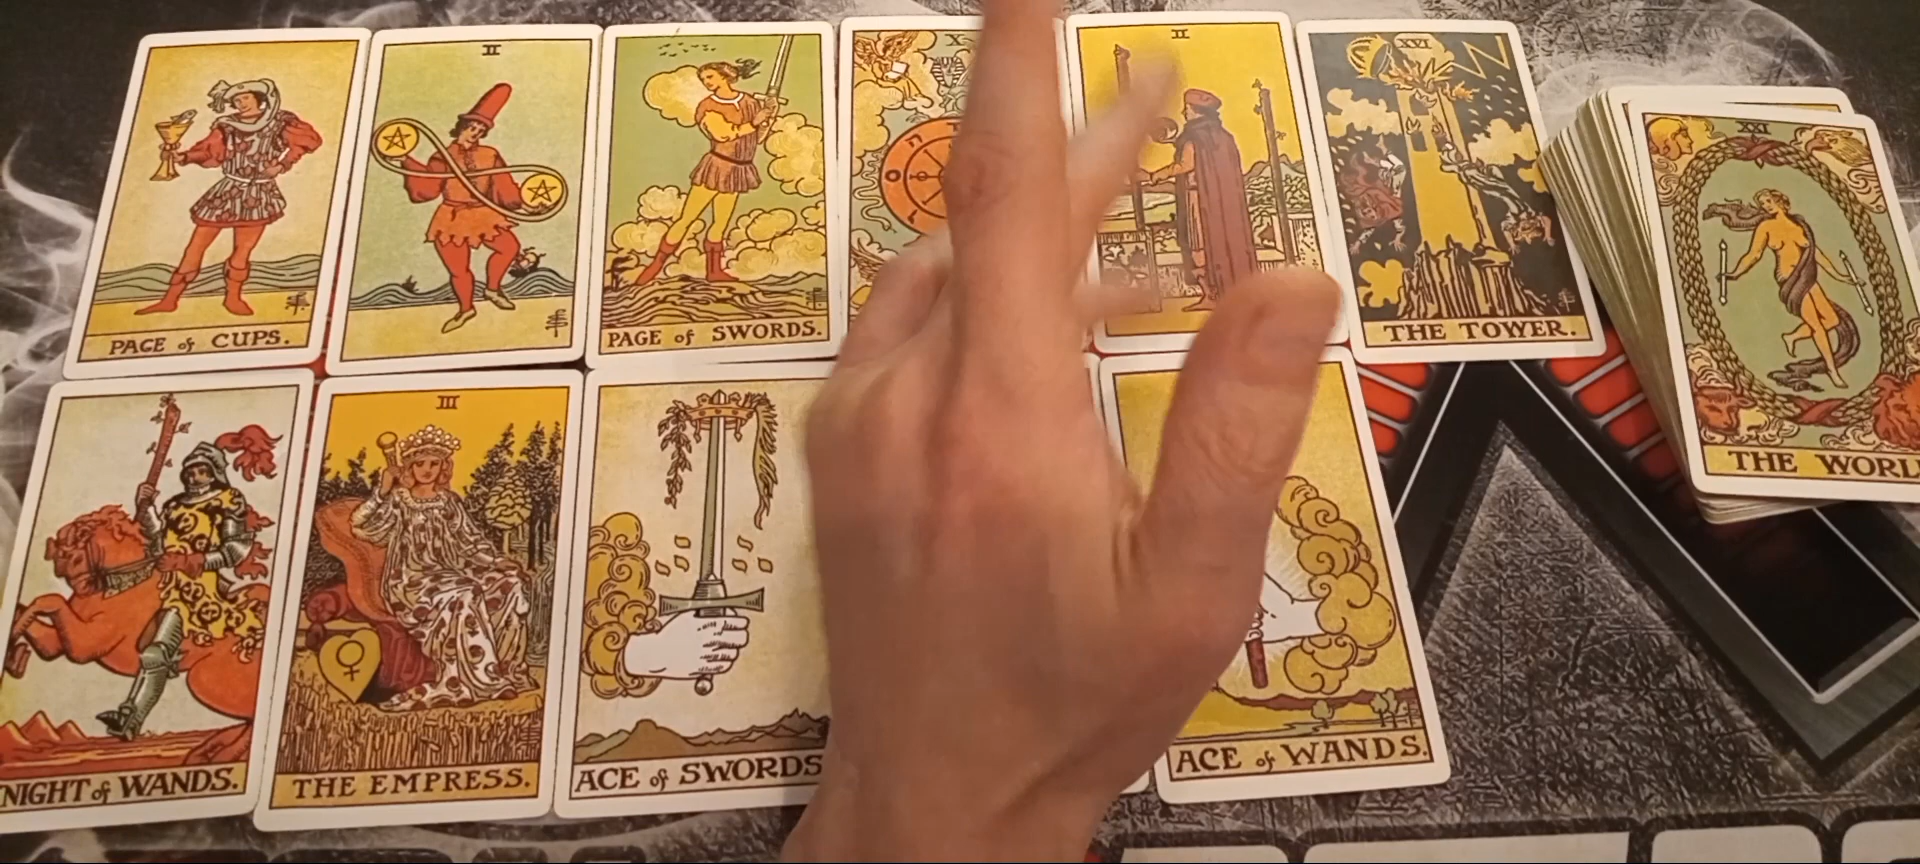 PAGE of CUPS.
II
PAGE of SWORDS.
X
II
XVI
THE TOWER.
XXI
THE WORL
NIGHT of WANDS.
III
THE EMPRESS.
ACE of SWORDS
ACE of WANDS.